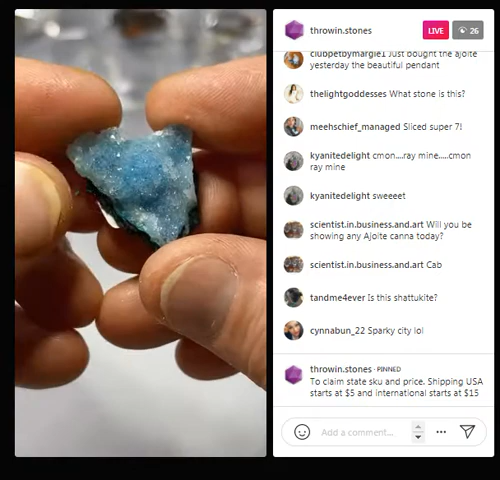 throwin.stones LIVE 26
clubpetbymargie1 Just bought the ajoite
yesterday the beautiful pendant
thelightgoddesses What stone is this?
meehschief_managed Sliced super 7!
kyanitedelight cmon....ray mine.....cmon
ray mine
kyanitedelight sweeeet
scientist.in.business.and.art Will you be
showing any Ajoite canna today?
scientist.in.business.and.art Cab
tandme4ever Is this shattukite?
cynnabun_22 Sparky city lol
throwin.stones · PINNED
To claim state sku and price. Shipping USA
starts at $5 and international starts at $15
Add a comment...